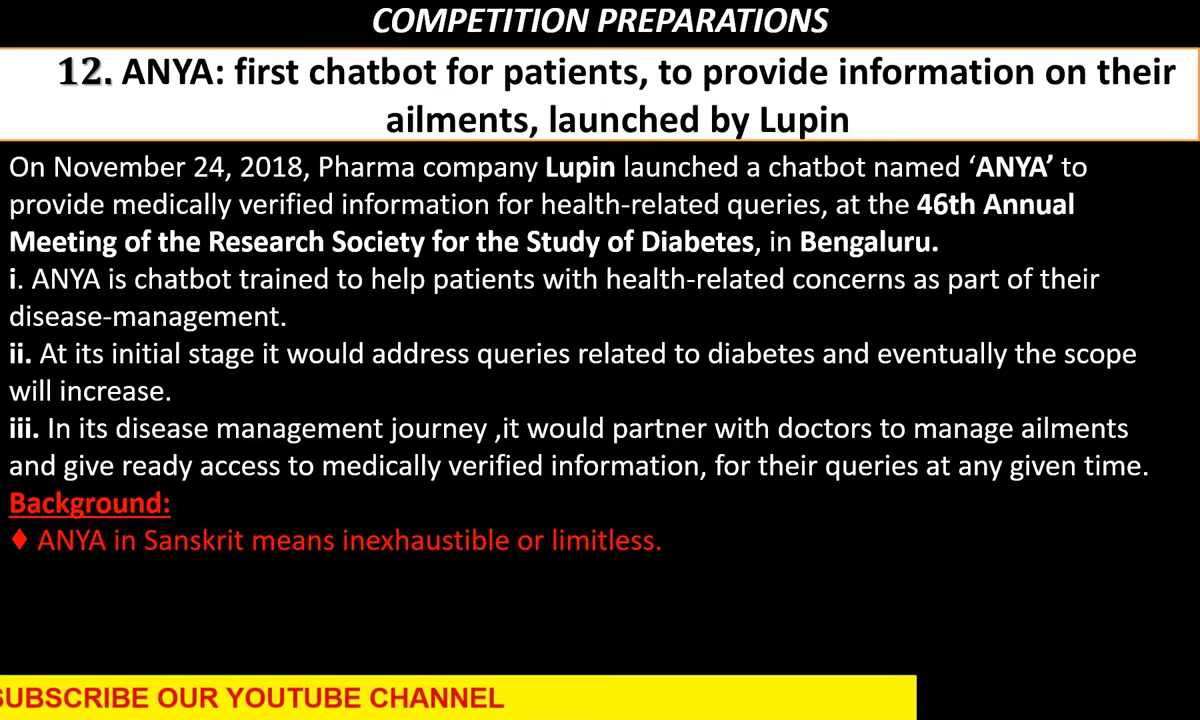 COMPETITION PREPARATIONS
12. ANYA: first chatbot for patients, to provide information on their
ailments, launched by Lupin
On November 24, 2018, Pharma company Lupin launched a chatbot named ‘ANYA’ to
provide medically verified information for health-related queries, at the 46th Annual
Meeting of the Research Society for the Study of Diabetes, in Bengaluru.
i. ANYA is chatbot trained to help patients with health-related concerns as part of their
disease-management.
ii. At its initial stage it would address queries related to diabetes and eventually the scope
will increase.
iii. In its disease management journey ,it would partner with doctors to manage ailments
and give ready access to medically verified information, for their queries at any given time.
Background:
♦ ANYA in Sanskrit means inexhaustible or limitless.
SUBSCRIBE OUR YOUTUBE CHANNEL